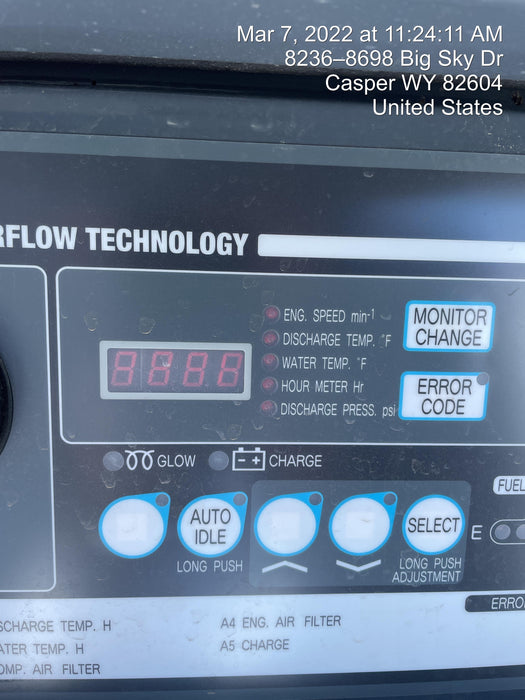 Mar 7, 2022 at 11:24:11 AM
8236–8698 Big Sky Dr
Casper WY 82604
United States
RFLOW TECHNOLOGY
ENG. SPEED min-1
DISCHARGE TEMP. °F
WATER TEMP. °F
HOUR METER Hr
DISCHARGE PRESS. psi
MONITOR
CHANGE
ERROR
CODE
GLOW
- +
CHARGE
FUEL
AUTO
IDLE
SELECT
E
LONG PUSH
LONG PUSH
ADJUSTMENT
ERRO
SCHARGE TEMP. H
A4 ENG. AIR FILTER
ATER TEMP. H
A5 CHARGE
OMP. AIR FILTER